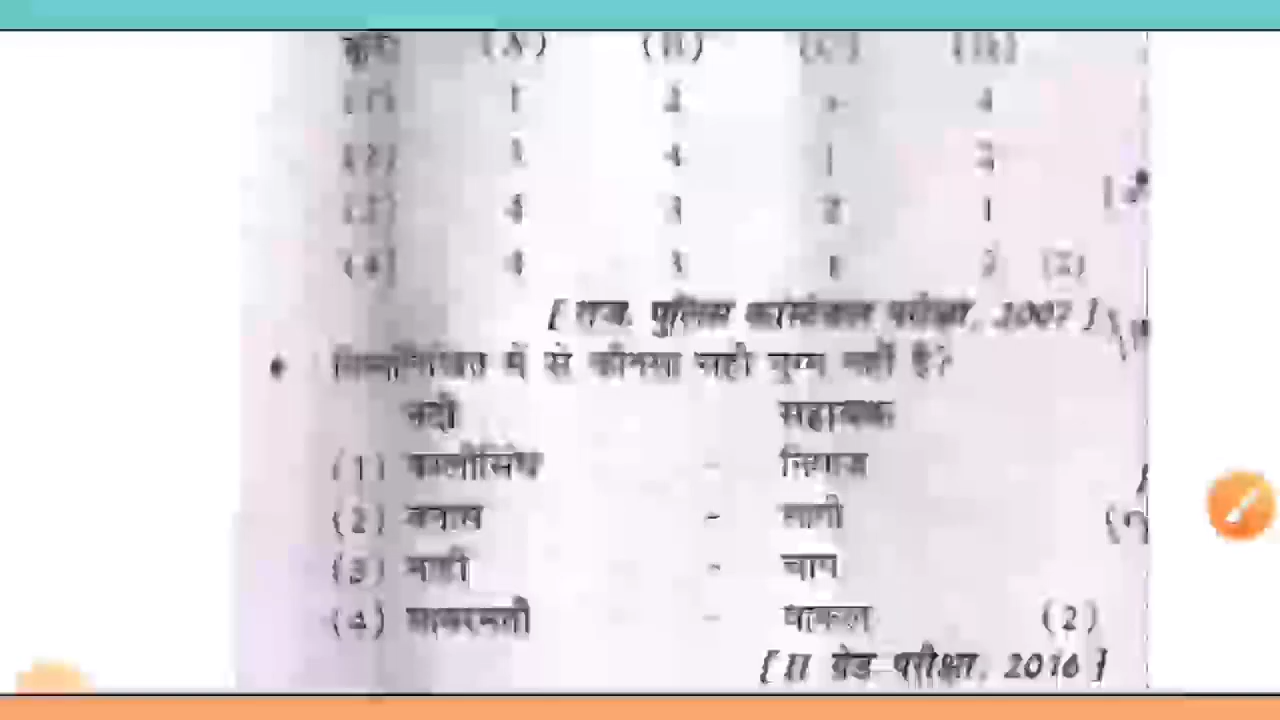 (A) (B) (C) (D)
(1) 1 2 3 4
(2) 3 4 1 2
(3) 4 3 2 1
(4) 4 3 1 2 (2)
[ राज. पुलिस कांस्टेबल परीक्षा, 2007 ]
निम्नलिखित में से कौनसा सही युग्म नहीं है?
नदी सहायक
(1) कालीसिंध -
(2) बनास -
(3) माही - चाप
(4) साबरमती - वाकल (2)
[ II ग्रेड परीक्षा, 2016 ]